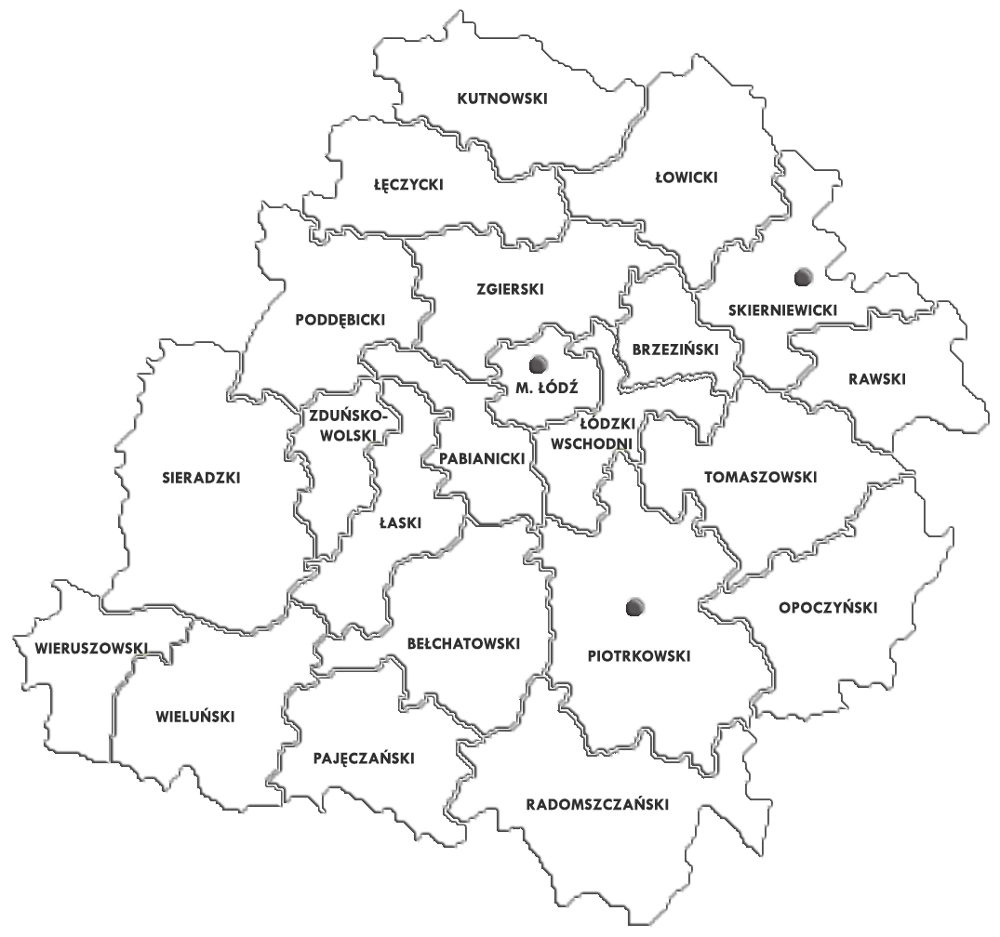 KUTNOWSKI
ŁOWICKI
ŁĘCZYCKI
ZGIERSKI
SKIERNIEWICKI
PODDĘBICKI
BRZEZIŃSKI
RAWSKI
M. ŁÓDŹ
ZDUŃSKO-
WOLSKI
ŁÓDZKI
WSCHODNI
PABIANICKI
SIERADZKI
TOMASZOWSKI
ŁASKI
OPOCZYŃSKI
WIERUSZOWSKI
BEŁCHATOWSKI
PIOTRKOWSKI
WIELUŃSKI
PAJĘCZAŃSKI
RADOMSZCZAŃSKI